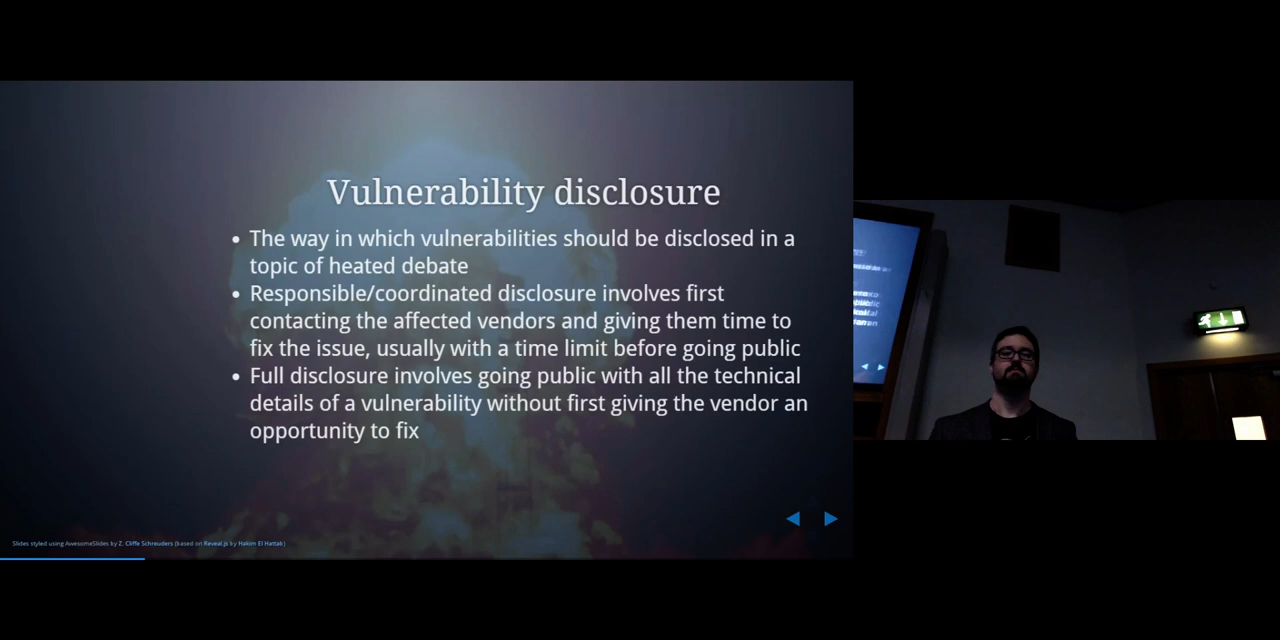 Vulnerability disclosure
• The way in which vulnerabilities should be disclosed in a
topic of heated debate
• Responsible/coordinated disclosure involves first
contacting the affected vendors and giving them time to
fix the issue, usually with a time limit before going public
• Full disclosure involves going public with all the technical
details of a vulnerability without first giving the vendor an
opportunity to fix
Slides styled using AwesomeSlides by Z. Cliffe Schreuders (based on Reveal.js by Hakim El Hattab)